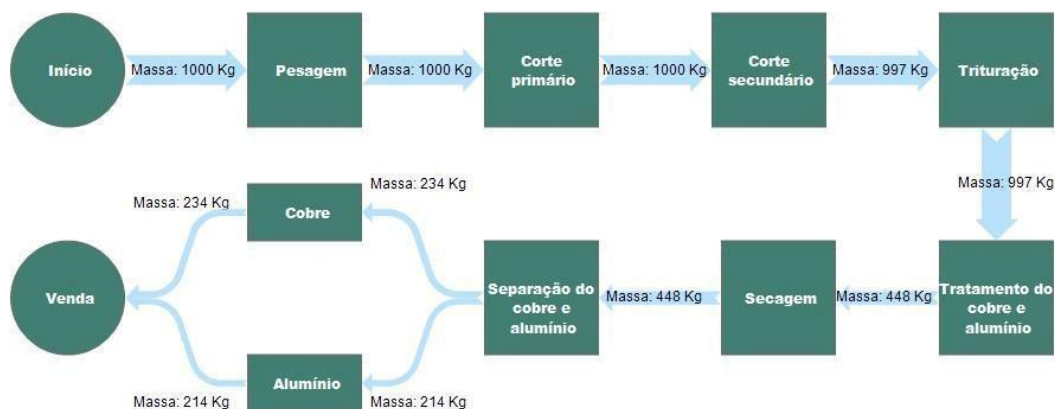 Início
Massa: 1000 Kg
Pesagem
Massa: 1000 Kg
Corte
primário
Massa: 1000 Kg
Corte
secundário
Massa: 997 Kg
Trituração
Massa: 997 Kg
Massa: 234 Kg
Cobre
Massa: 234 Kg
Venda
Separação do
cobre e
alumínio
Massa: 448 Kg
Secagem
Massa: 448 Kg
Tratamento do
cobre e
alumínio
Alumínio
Massa: 214 Kg
Massa: 214 Kg